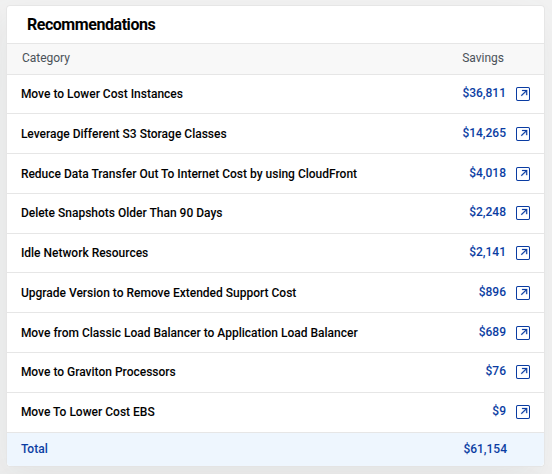 Recommendations
Category Savings
Move to Lower Cost Instances $36,811
Leverage Different S3 Storage Classes $14,265
Reduce Data Transfer Out To Internet Cost by using CloudFront $4,018
Delete Snapshots Older Than 90 Days $2,248
Idle Network Resources $2,141
Upgrade Version to Remove Extended Support Cost $896
Move from Classic Load Balancer to Application Load Balancer $689
Move to Graviton Processors $76
Move To Lower Cost EBS $9
Total $61,154